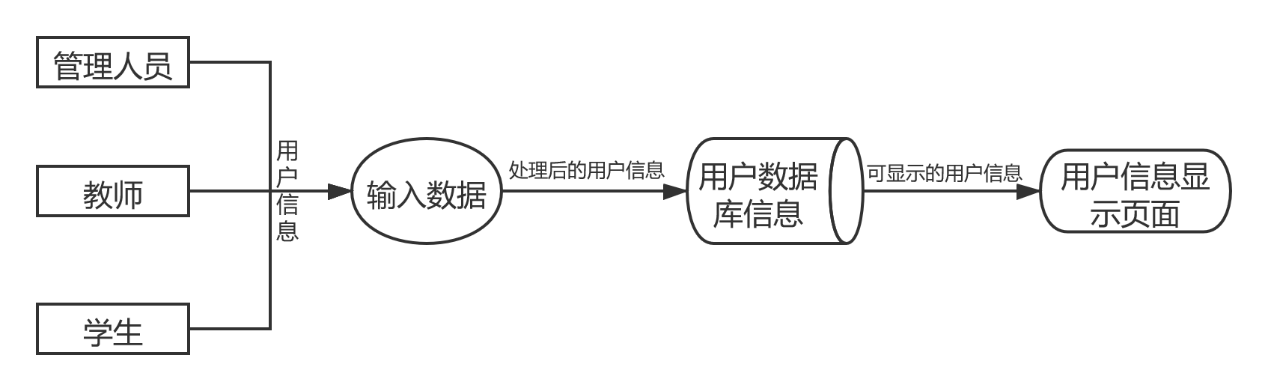 管理人员
教师
学生
用户信息
输入数据
处理后的用户信息
用户数据
库信息
可显示的用户信息
用户信息显
示页面